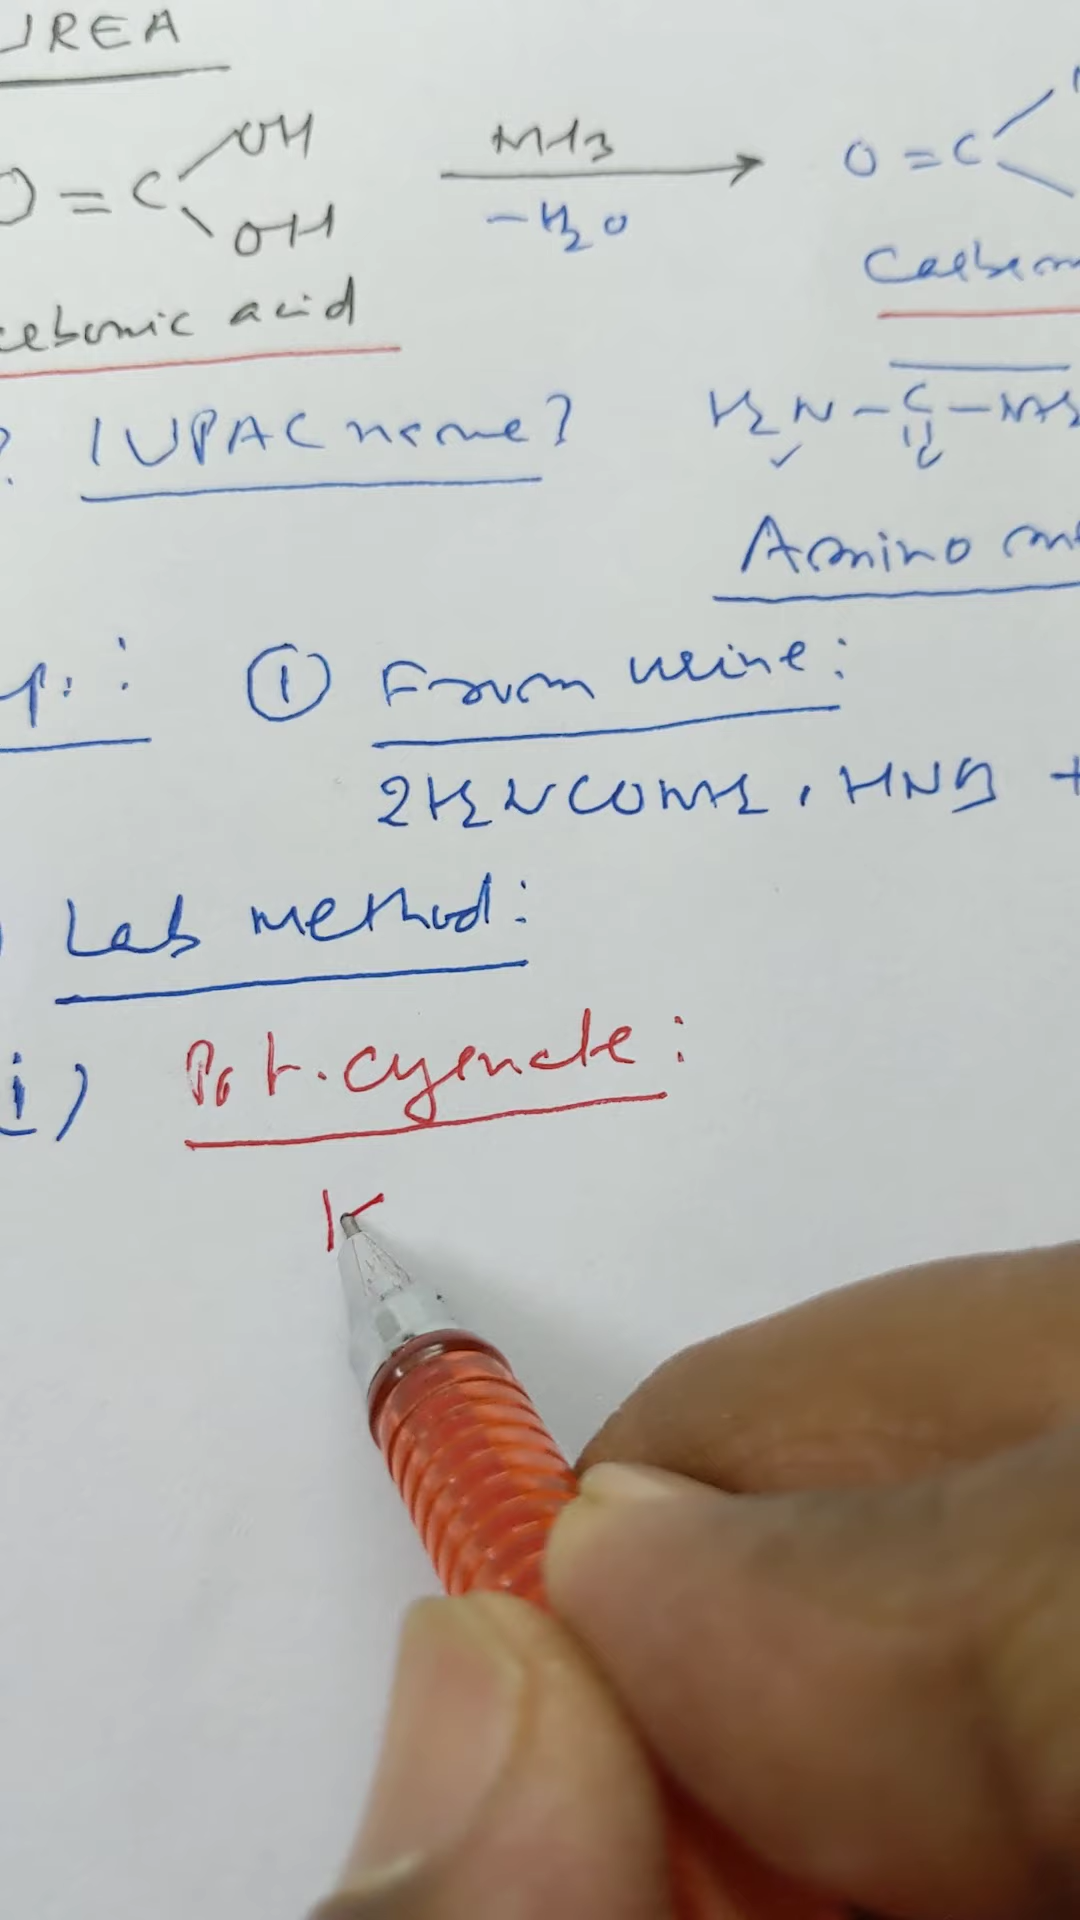 UREA
O = C OH OH NH3 -H2O O = C
acid
? IUPAC name? H2N - C - NH2
O
Amino
p. : ① From urine:
2H2NCONH2 . HNO3 +
Lab method:
i) Pot. cyanate:
K